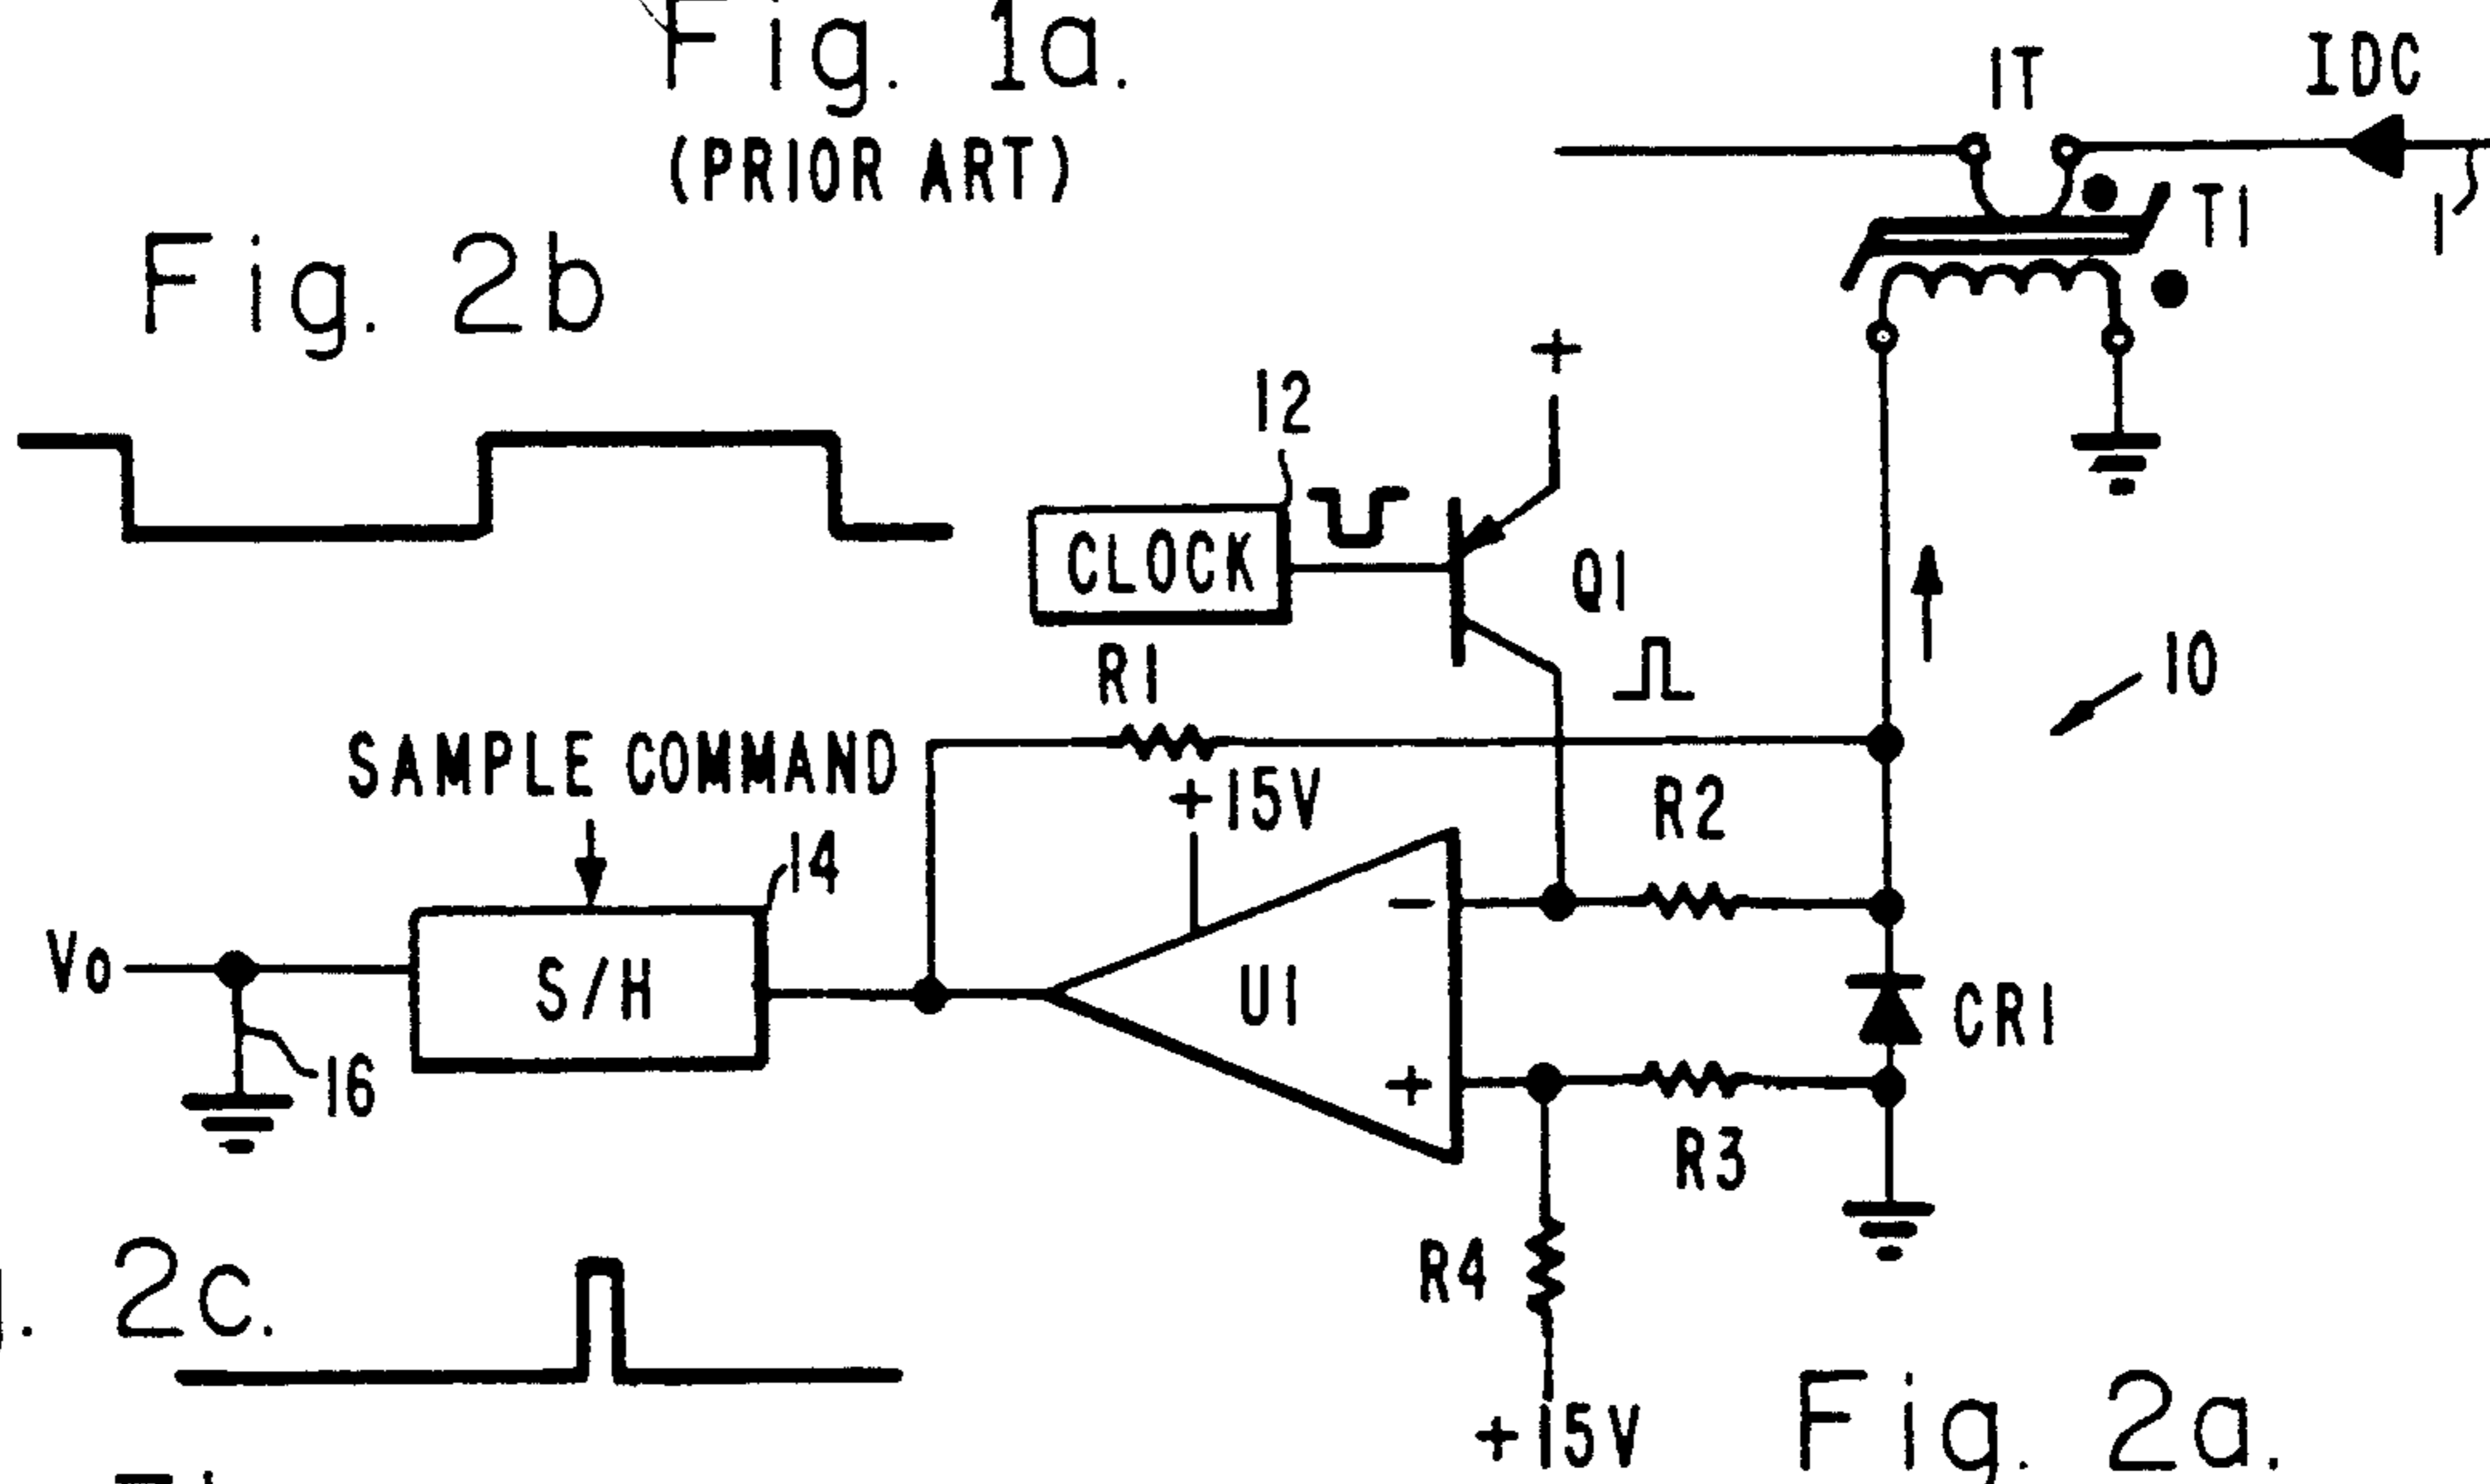 Fig. 1a.
(PRIOR ART)
1T
IDC
T1
1
Fig. 2b
+
12
CLOCK
Q1
10
R1
SAMPLE COMMAND
+15V
R2
14
Vo
S/H
U1
-
+
CR1
16
R3
R4
2c.
+15V
Fig. 2a.